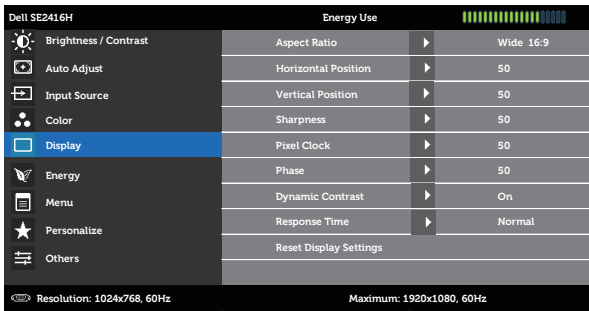 Dell SE2416H Energy Use
Brightness / Contrast Aspect Ratio Wide 16:9
Auto Adjust Horizontal Position 50
Input Source Vertical Position 50
Color Sharpness 50
Display Pixel Clock 50
Energy Phase 50
Menu Dynamic Contrast On
Personalize Response Time Normal
Others Reset Display Settings
Resolution: 1024x768, 60Hz Maximum: 1920x1080, 60Hz